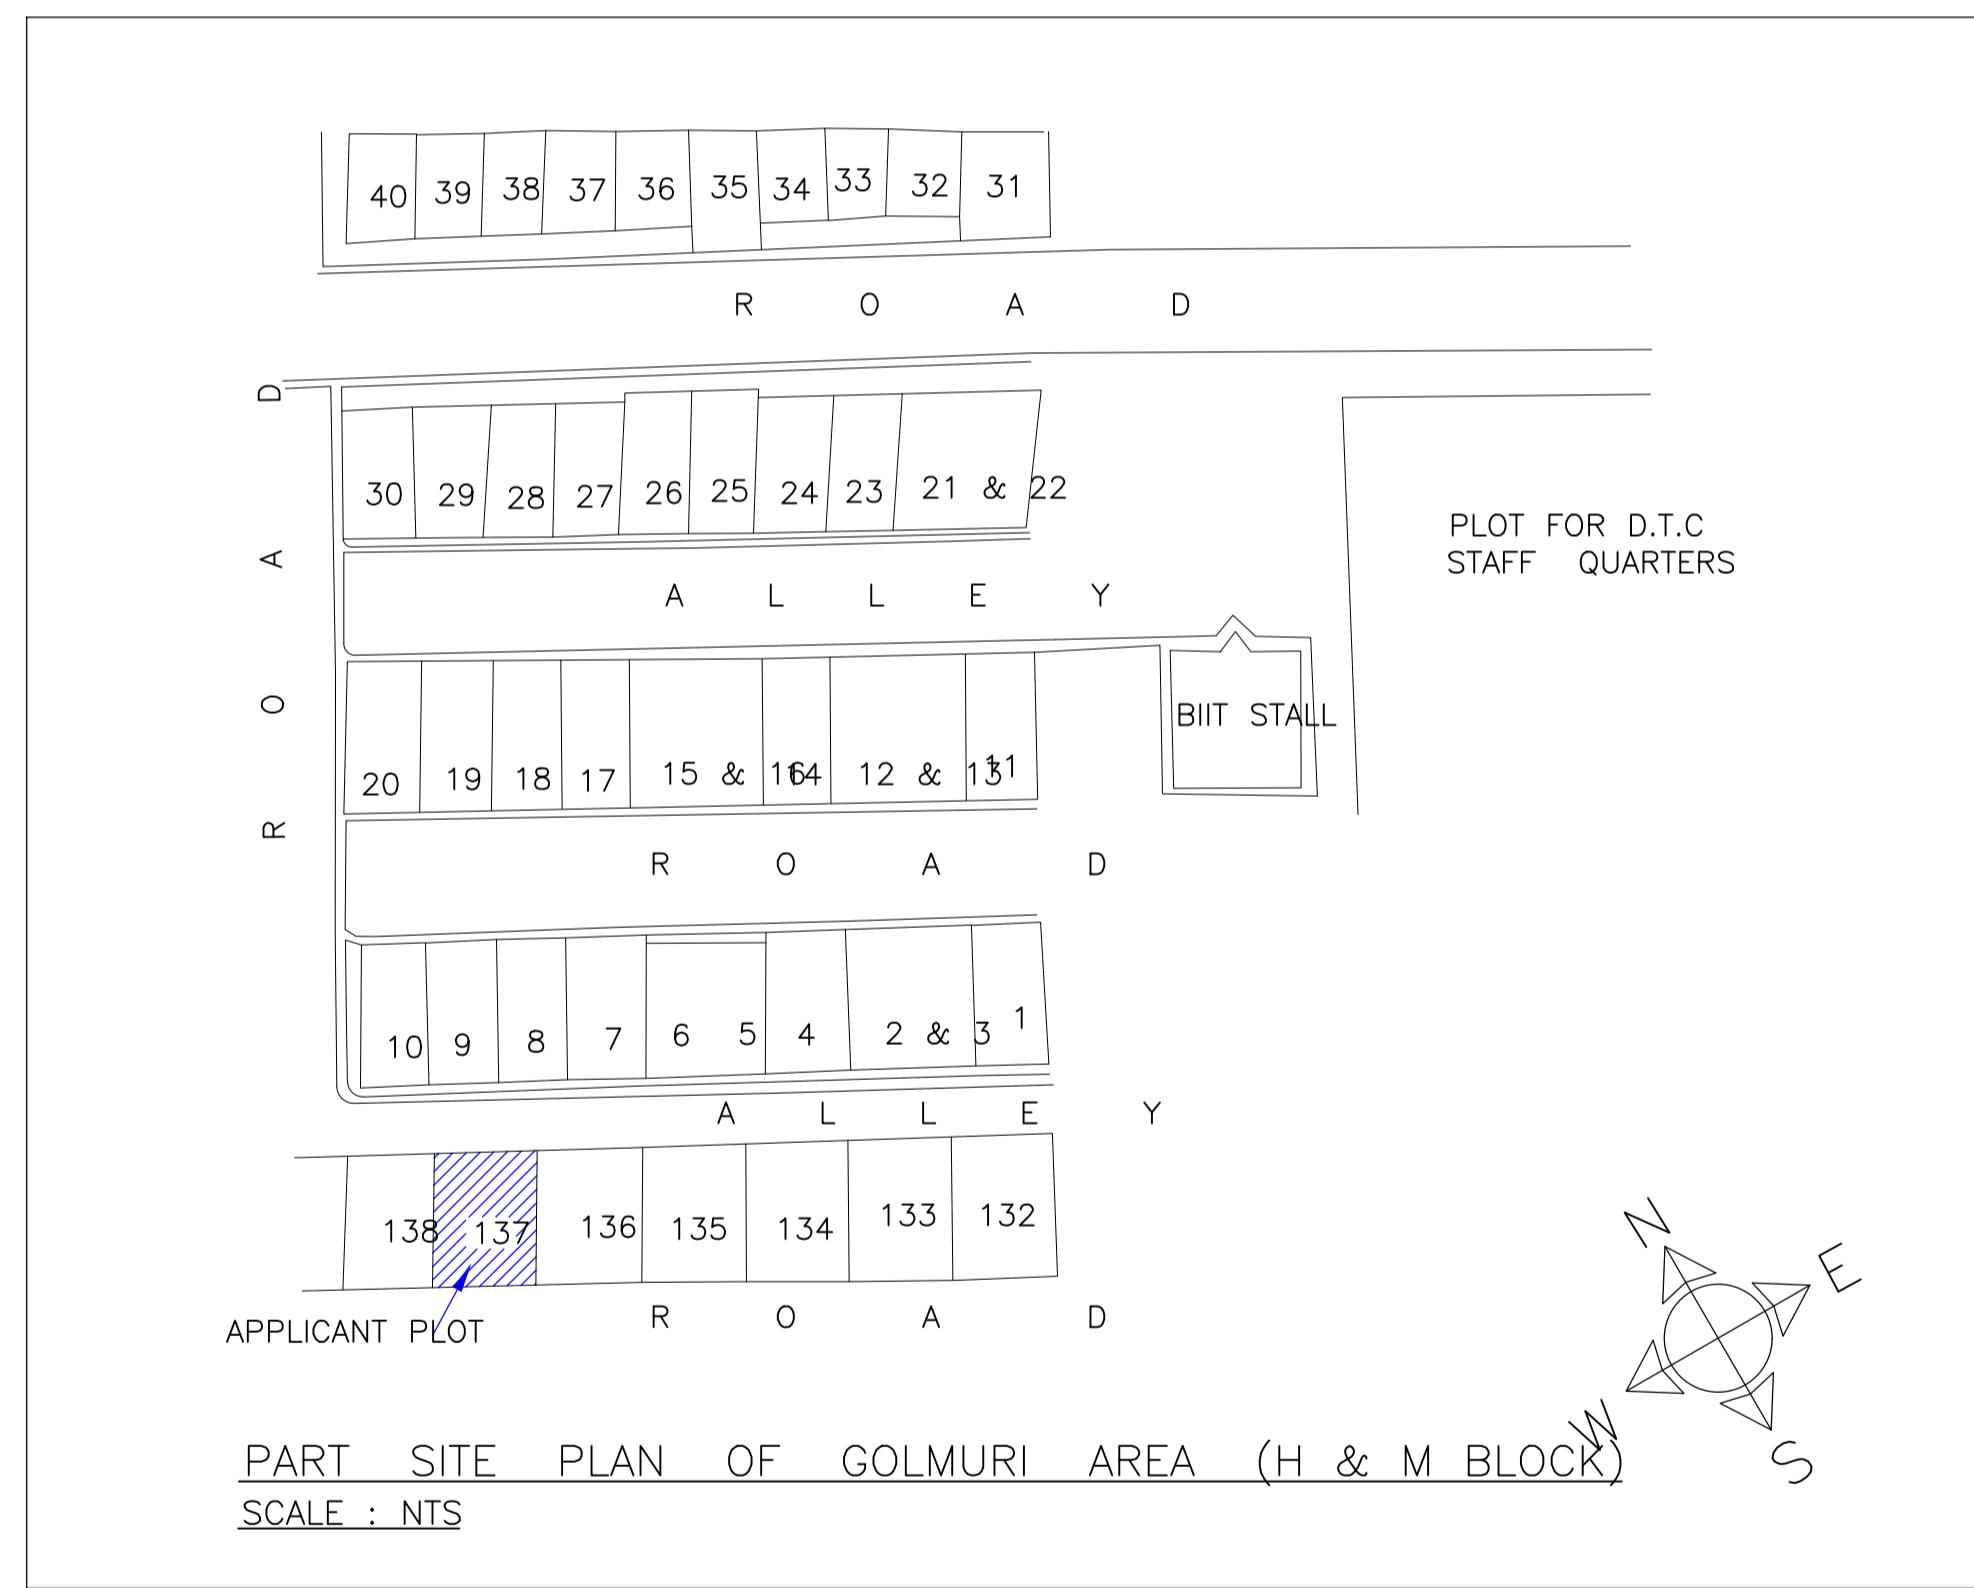 40 39 38 37 36 35 34 33 32 31
R O A D
30 29 28 27 26 25 24 23 21 & 22
PLOT FOR D.T.C
STAFF QUARTERS
A L L E Y
R O A D
BIIT STALL
20 19 18 17 15 & 16 14 12 & 13 11
R O A D
10 9 8 7 6 5 4 2 & 3 1
A L L E Y
138 137 136 135 134 133 132
APPLICANT PLOT
R O A D
N
E
W
S
PART SITE PLAN OF GOLMURI AREA (H & M BLOCK)
SCALE : NTS